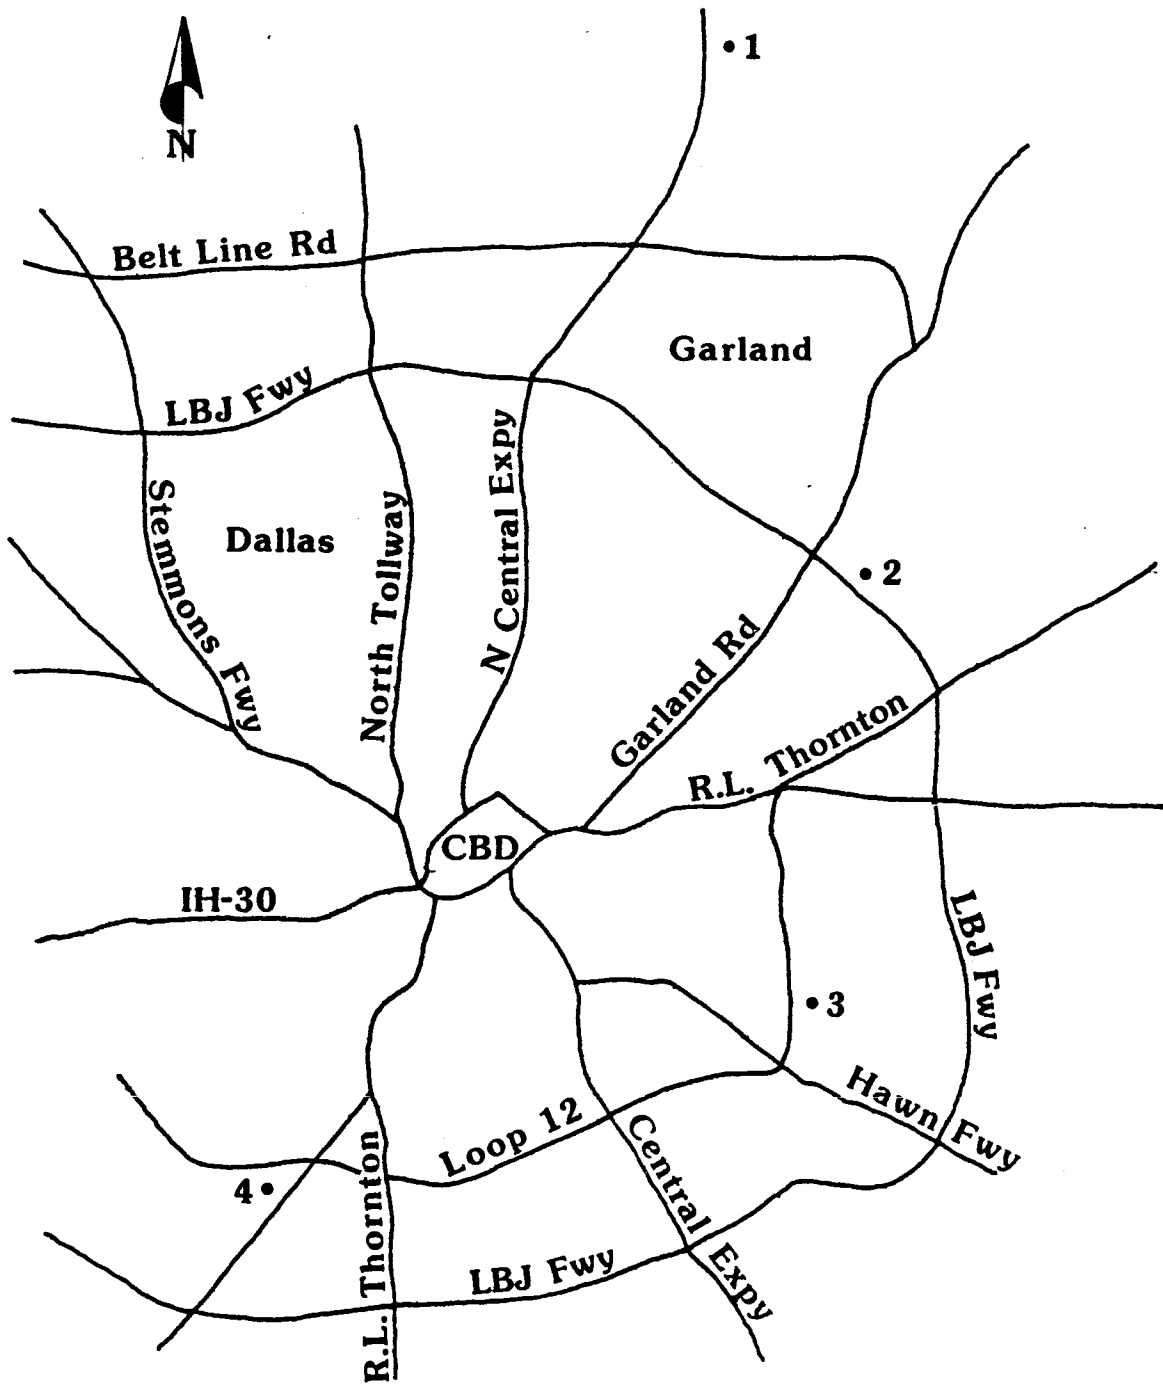 1
N
Belt Line Rd
Garland
LBJ Fwy
N Central Expy
Stemmons Fwy
Dallas
North Tollway
2
Garland Rd
R.L. Thornton
CBD
IH-30
LBJ Fwy
3
Hawn Fwy
Loop 12
Central Expy
4
R.L. Thornton
LBJ Fwy